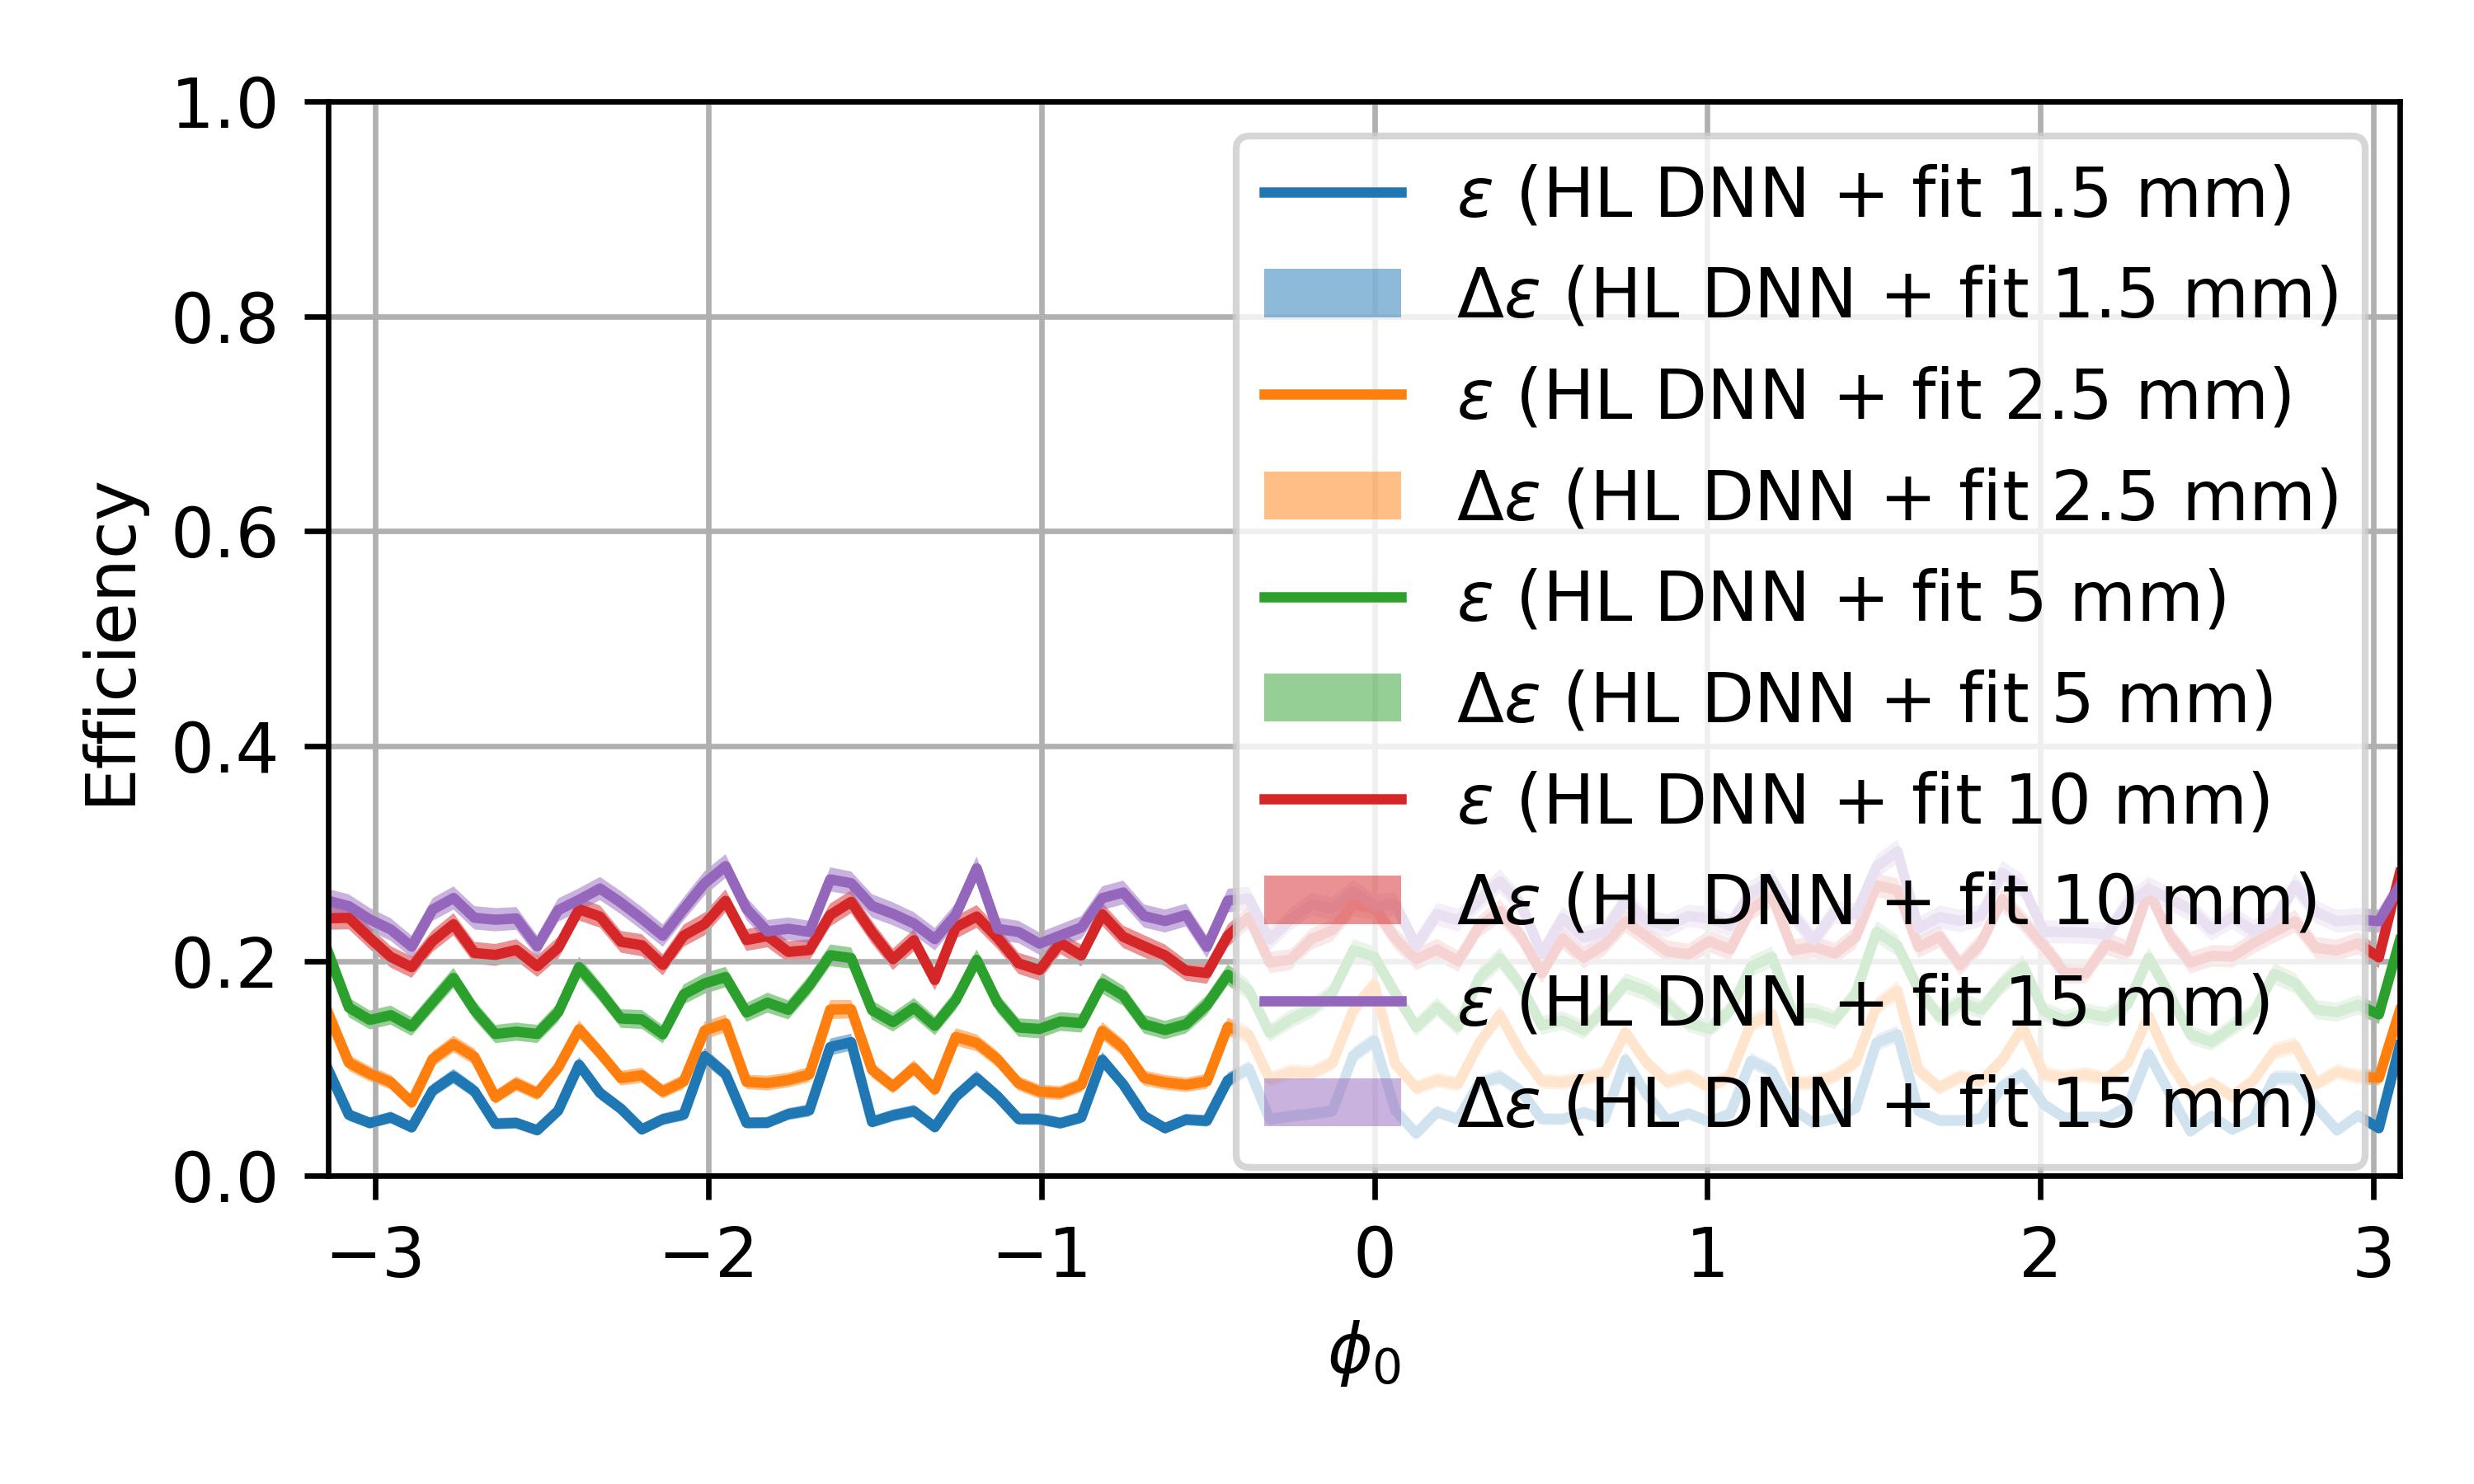 1.0
0.8
0.6
0.4
0.2
0.0
Efficiency
ε (HL DNN + fit 1.5 mm)
Δε (HL DNN + fit 1.5 mm)
ε (HL DNN + fit 2.5 mm)
Δε (HL DNN + fit 2.5 mm)
ε (HL DNN + fit 5 mm)
Δε (HL DNN + fit 5 mm)
ε (HL DNN + fit 10 mm)
Δε (HL DNN + fit 10 mm)
ε (HL DNN + fit 15 mm)
Δε (HL DNN + fit 15 mm)
−3 −2 −1 0 1 2 3
ϕ₀